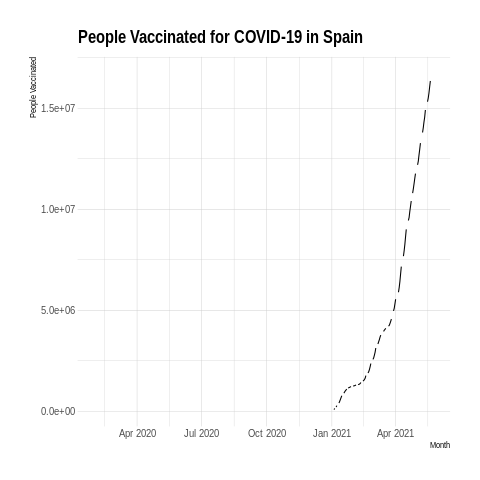 People Vaccinated for COVID-19 in Spain
People Vaccinated
1.5e+07
1.0e+07
5.0e+06
0.0e+00
Apr 2020 Jul 2020 Oct 2020 Jan 2021 Apr 2021
Month